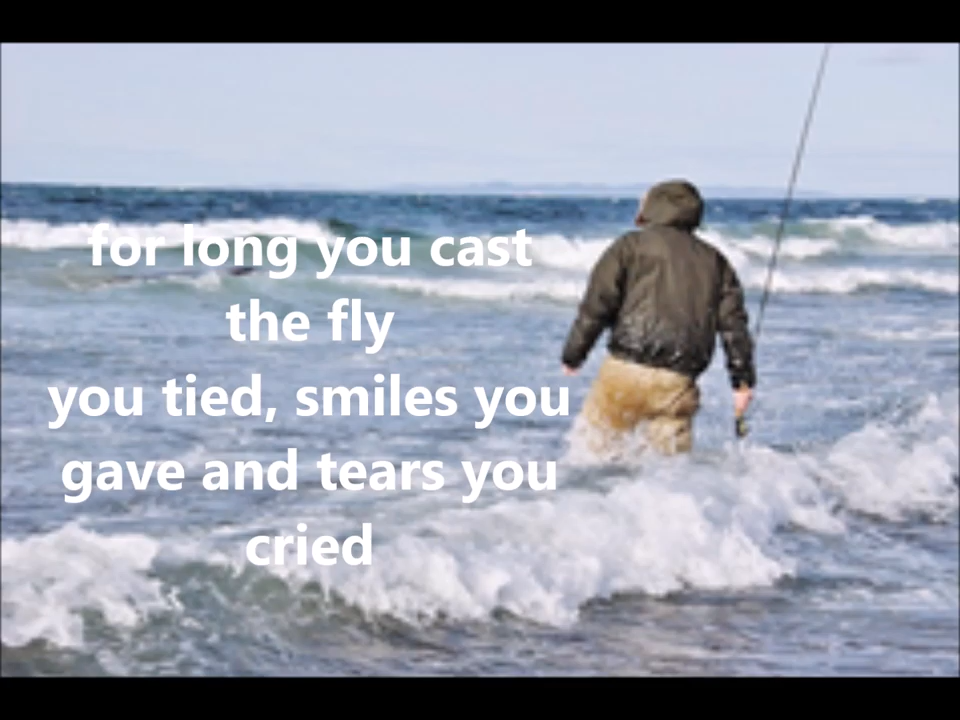 for long you cast
the fly
you tied, smiles you
gave and tears you
cried